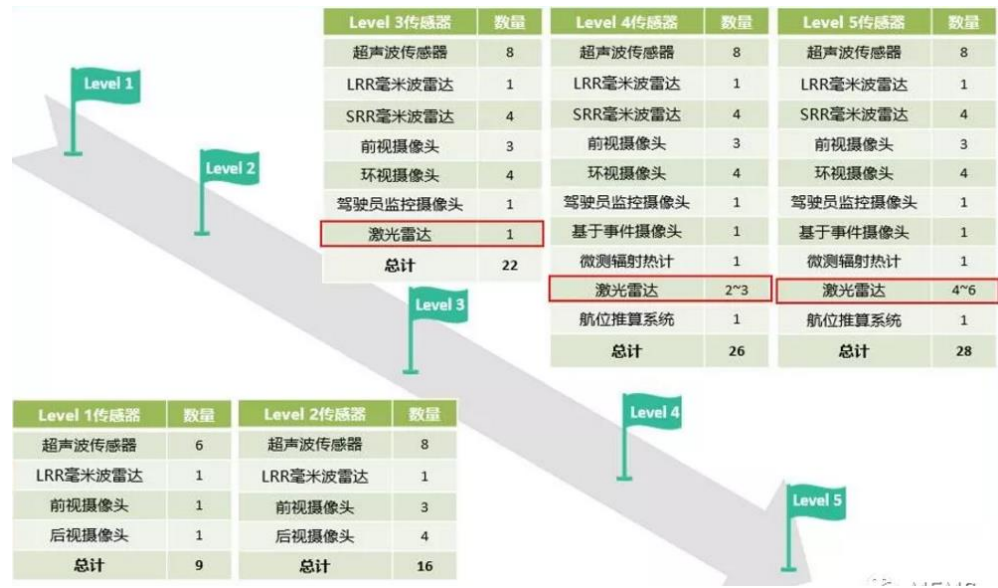 Level 3传感器 数量
超声波传感器 8
LRR毫米波雷达 1
SRR毫米波雷达 4
前视摄像头 3
环视摄像头 4
驾驶员监控摄像头 1
激光雷达 1
总计 22
Level 4传感器 数量
超声波传感器 8
LRR毫米波雷达 1
SRR毫米波雷达 4
前视摄像头 3
环视摄像头 4
驾驶员监控摄像头 1
基于事件摄像头 1
微测辐射热计 1
激光雷达 2~3
航位推算系统 1
总计 26
Level 5传感器 数量
超声波传感器 8
LRR毫米波雷达 1
SRR毫米波雷达 4
前视摄像头 3
环视摄像头 4
驾驶员监控摄像头 1
基于事件摄像头 1
微测辐射热计 1
激光雷达 4~6
航位推算系统 1
总计 28
Level 1
Level 2
Level 3
Level 4
Level 5
Level 1传感器 数量
超声波传感器 6
LRR毫米波雷达 1
前视摄像头 1
后视摄像头 1
总计 9
Level 2传感器 数量
超声波传感器 8
LRR毫米波雷达 1
前视摄像头 3
后视摄像头 4
总计 16